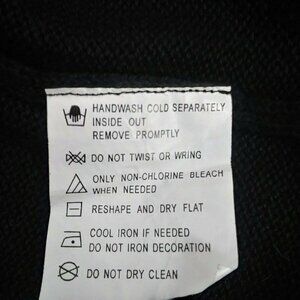 HANDWASH COLD SEPARATELY
INSIDE OUT
REMOVE PROMPTLY
DO NOT TWIST OR WRING
ONLY NON-CHLORINE BLEACH
WHEN NEEDED
RESHAPE AND DRY FLAT
COOL IRON IF NEEDED
DO NOT IRON DECORATION
DO NOT DRY CLEAN